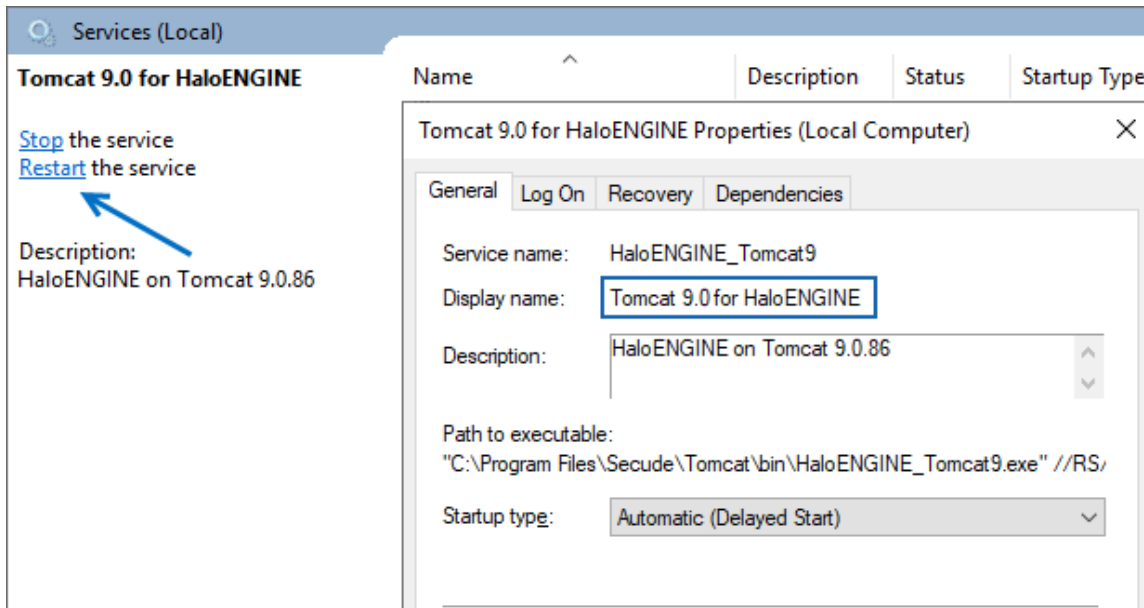 Services (Local)
Tomcat 9.0 for HaloENGINE
Stop the service
Restart the service
Description:
HaloENGINE on Tomcat 9.0.86
Name Description Status Startup Type
Tomcat 9.0 for HaloENGINE Properties (Local Computer)
General Log On Recovery Dependencies
Service name: HaloENGINE_Tomcat9
Display name: Tomcat 9.0 for HaloENGINE
Description: HaloENGINE on Tomcat 9.0.86
Path to executable:
"C:\Program Files\Secude\Tomcat\bin\HaloENGINE_Tomcat9.exe" //RS/
Startup type: Automatic (Delayed Start)